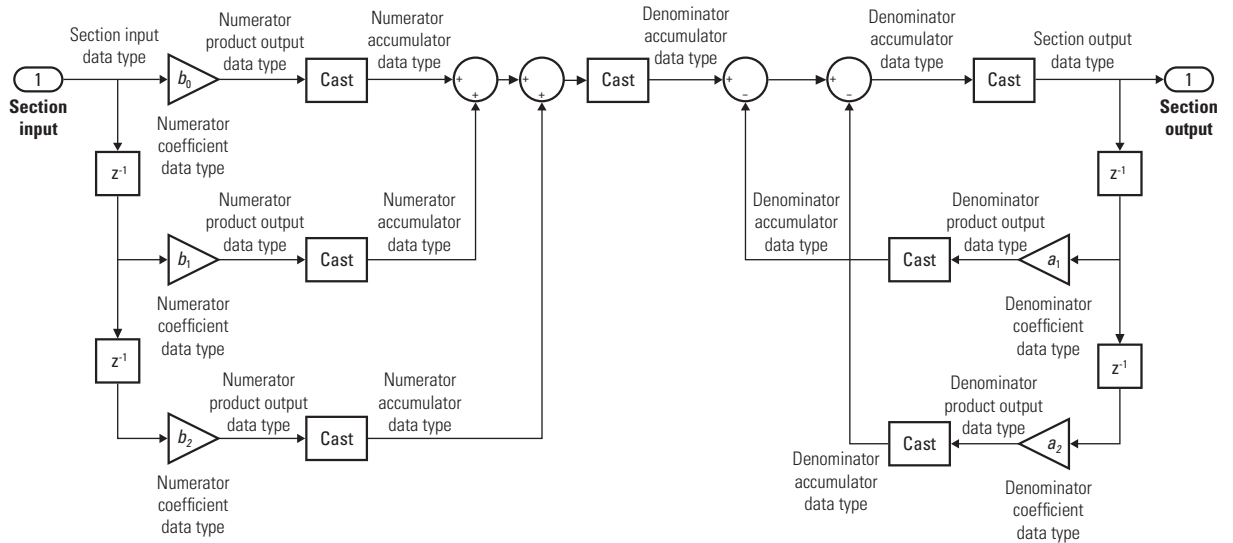 Section input
data type
Numerator
product output
data type
Numerator
accumulator
data type
Denominator
accumulator
data type
Denominator
accumulator
data type
Section output
data type
1
Section
input
b0
Cast
+
+
+
+
Cast
+
−
+
−
Cast
1
Section
output
Numerator
coefficient
data type
z-1
z-1
Numerator
product output
data type
Numerator
accumulator
data type
Denominator
accumulator
data type
Denominator
product output
data type
b1
Cast
Cast
a1
Numerator
coefficient
data type
Denominator
coefficient
data type
z-1
z-1
Numerator
product output
data type
Numerator
accumulator
data type
Denominator
product output
data type
b2
Cast
Cast
a2
Denominator
accumulator
data type
Numerator
coefficient
data type
Denominator
coefficient
data type